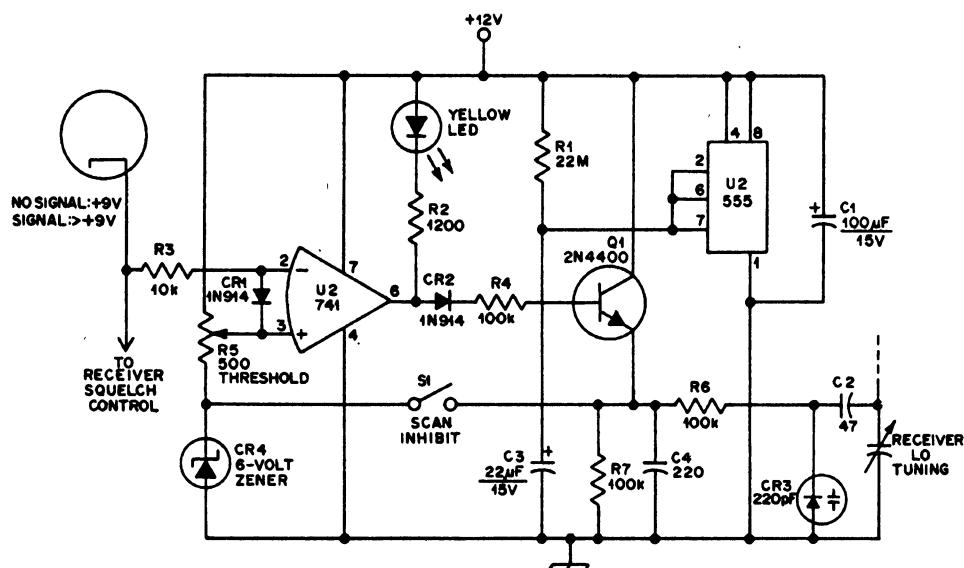 +12V
YELLOW
LED
NO SIGNAL:+9V
SIGNAL:>+9V
R1
22M
4
8
2
6
7
U2
555
1
+
C1
100µF
15V
R2
1200
R3
10k
CR1
1N914
2
−
7
U2
741
6
3
+
4
CR2
1N914
R4
100k
Q1
2N4400
TO
RECEIVER
SQUELCH
CONTROL
R5
500
THRESHOLD
S1
SCAN
INHIBIT
R6
100k
C2
47
RECEIVER
LO
TUNING
CR4
6-VOLT
ZENER
C3
+
22µF
15V
R7
100k
C4
220
CR3
220pF